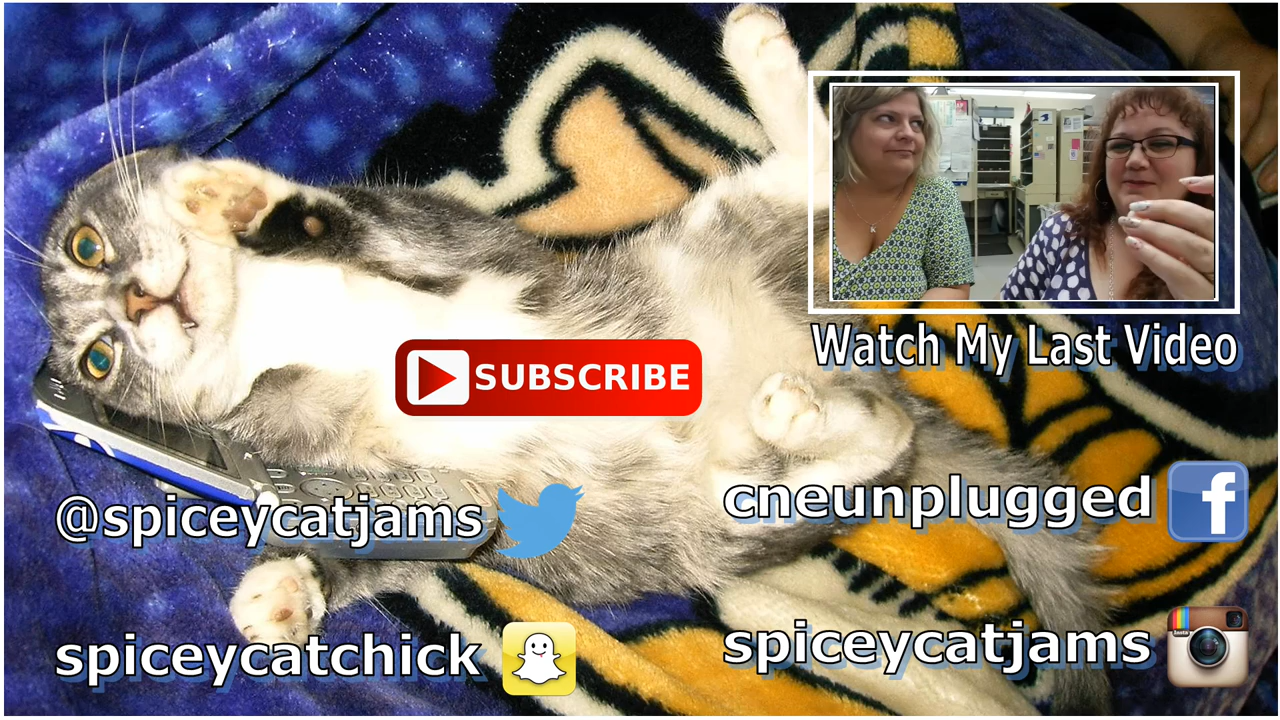 Watch My Last Video
SUBSCRIBE
@spiceycatjams
cneunplugged
spiceycatchick
spiceycatjams